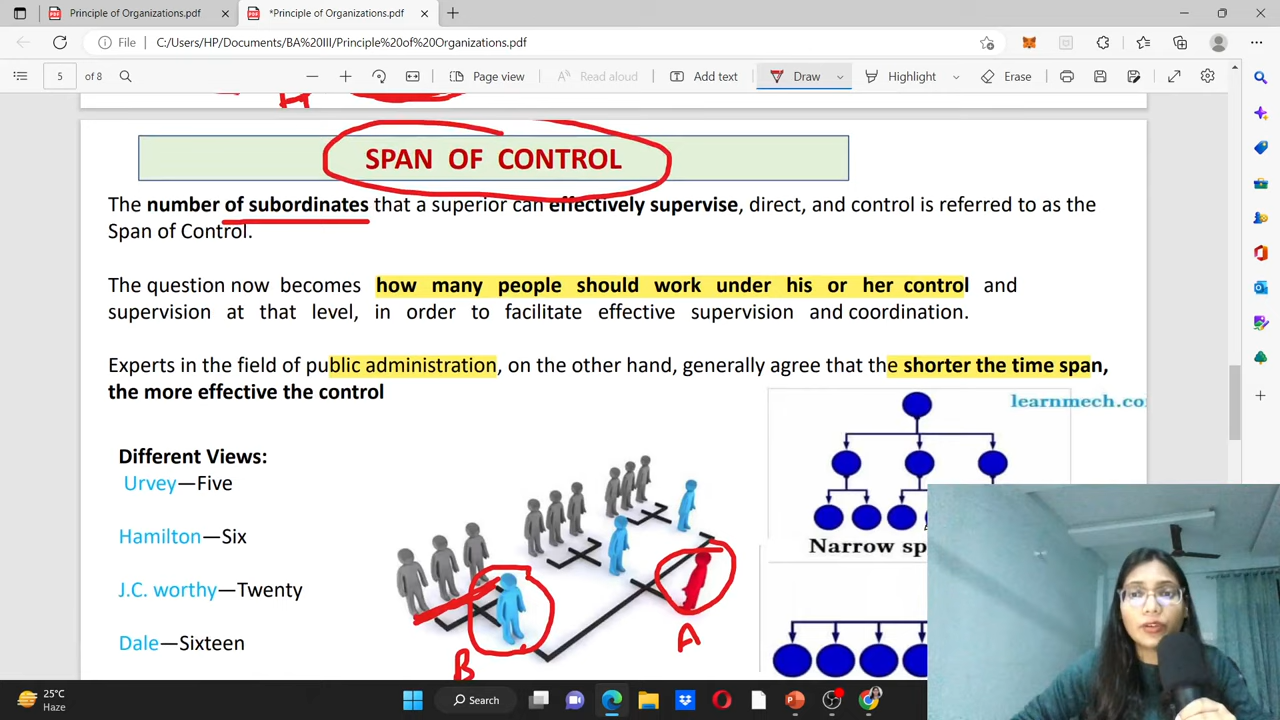 Principle of Organizations.pdf
*Principle of Organizations.pdf
File
C:/Users/HP/Documents/BA%20III/Principle%20of%20Organizations.pdf
5 of 8
Page view
Read aloud
Add text
Draw
Highlight
Erase
H
SPAN OF CONTROL
The number of subordinates that a superior can effectively supervise, direct, and control is referred to as the
Span of Control.
The question now becomes how many people should work under his or her control and
supervision at that level, in order to facilitate effective supervision and coordination.
Experts in the field of public administration, on the other hand, generally agree that the shorter the time span,
the more effective the control
learnmech.co
Different Views:
Urvey—Five
Hamilton—Six
J.C. worthy—Twenty
Dale—Sixteen
Narrow sp
A
B
25°C
Haze
Search